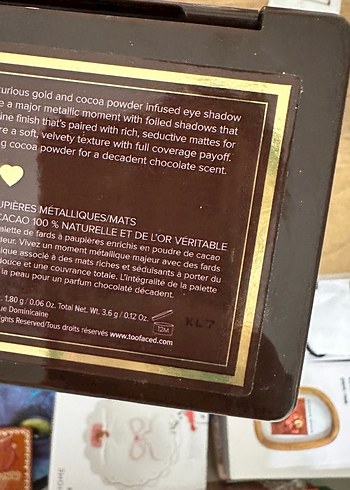 urious gold and cocoa powder infused eye shadow
e a major metallic moment with foiled shadows that
ine finish that's paired with rich, seductive mattes for
re a soft, velvety texture with full coverage payoff.
g cocoa powder for a decadent chocolate scent.
UPIÈRES MÉTALLIQUES/MATS
CACAO 100 % NATURELLE ET DE L'OR VÉRITABLE
alette de fards à paupières enrichis en poudre de cacao
deur. Vivez un moment métallique majeur avec des fards
ique associé à des mats riches et séduisants à porter du
douce et une couvrance totale. L'intégralité de la palette
la peau pour un parfum chocolaté décadent.
. 1.80 g / 0.06 Oz. Total Net. Wt. 3.6 g / 0.12 Oz.
ue Dominicaine
ghts Reserved/Tous droits réservés www.toofaced.com
12M
KL7